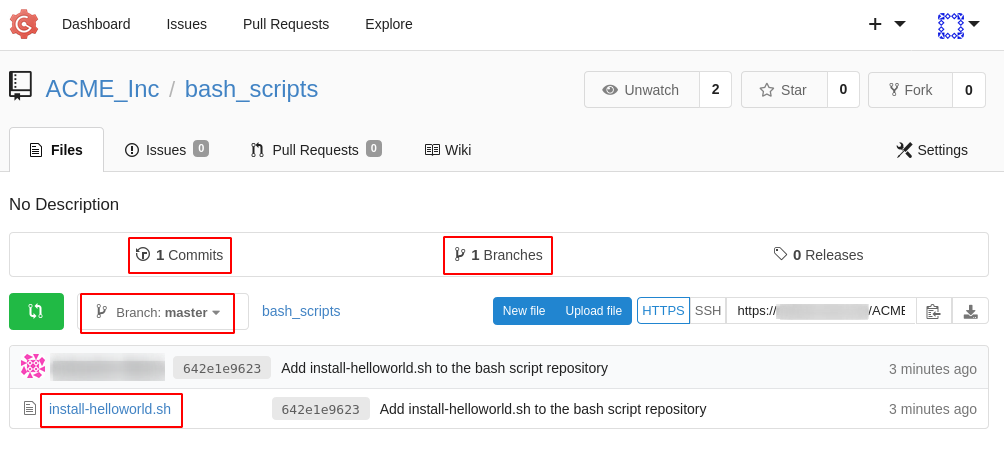 Dashboard Issues Pull Requests Explore
ACME_Inc / bash_scripts Unwatch 2 Star 0 Fork 0
Files Issues 0 Pull Requests 0 Wiki Settings
No Description
1 Commits 1 Branches 0 Releases
Branch: master bash_scripts New file Upload file HTTPS SSH https:// /ACME
642e1e9623 Add install-helloworld.sh to the bash script repository 3 minutes ago
install-helloworld.sh 642e1e9623 Add install-helloworld.sh to the bash script repository 3 minutes ago